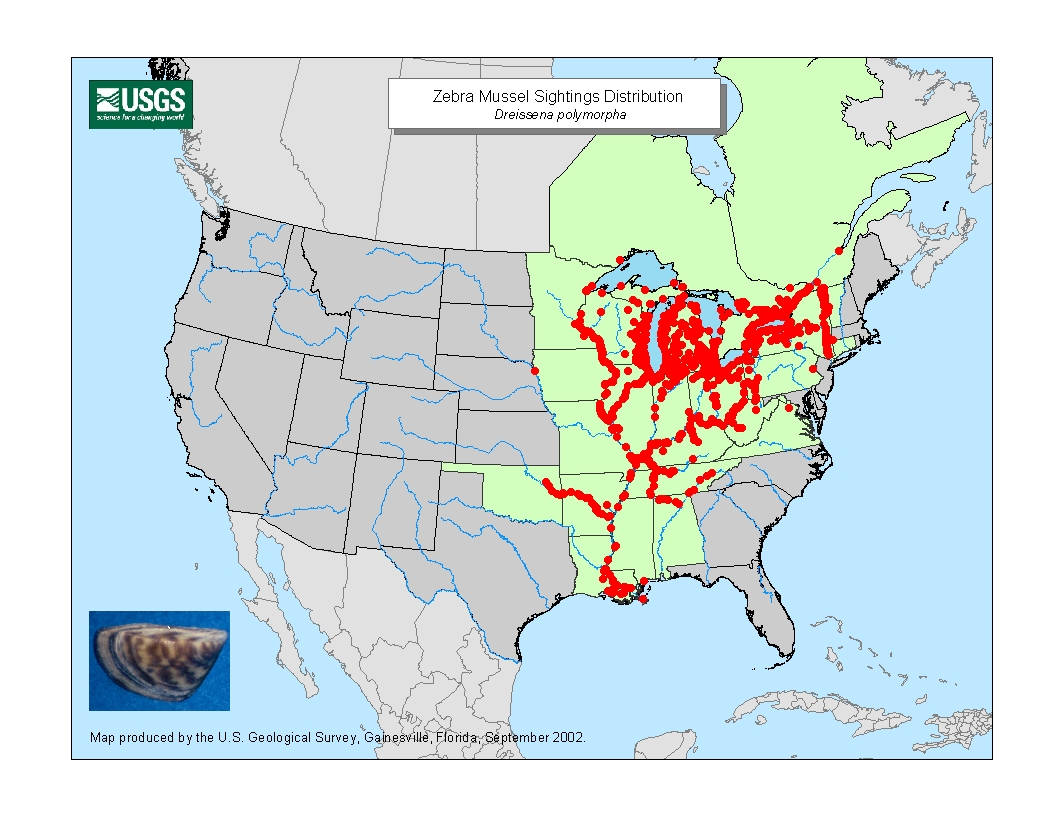 USGS
science for a changing world
Zebra Mussel Sightings Distribution
Dreissena polymorpha
Map produced by the U.S. Geological Survey, Gainesville, Florida, September 2002.